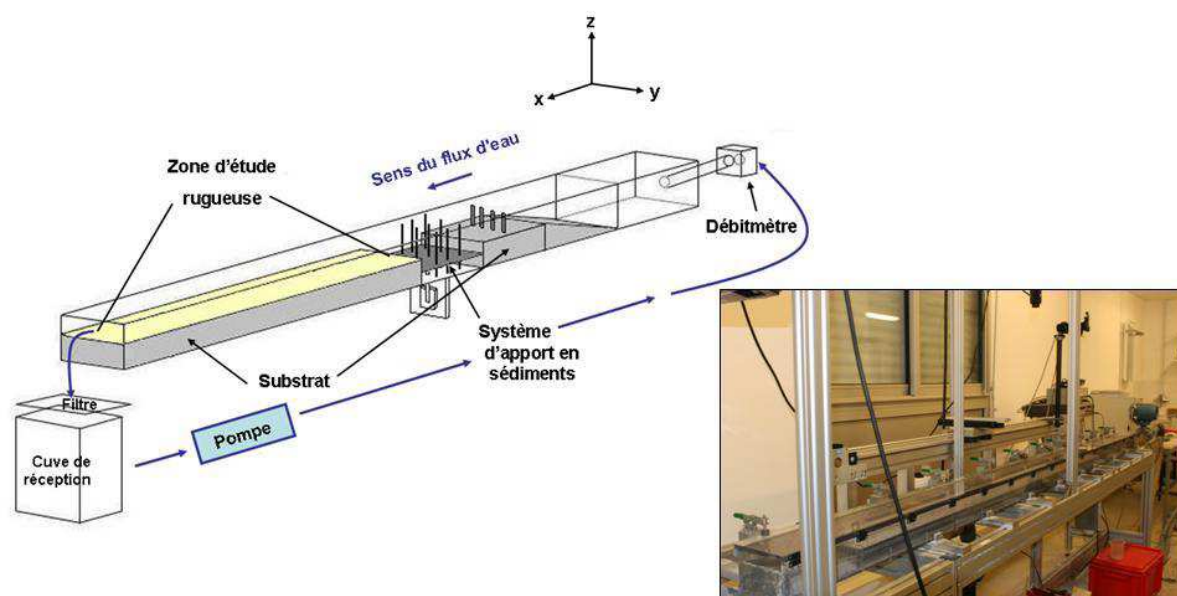 z
x
y
Sens du flux d'eau
Zone d'étude
rugueuse
Débitmètre
Système
d'apport en
sédiments
Substrat
Filtre
Pompe
Cuve de
réception